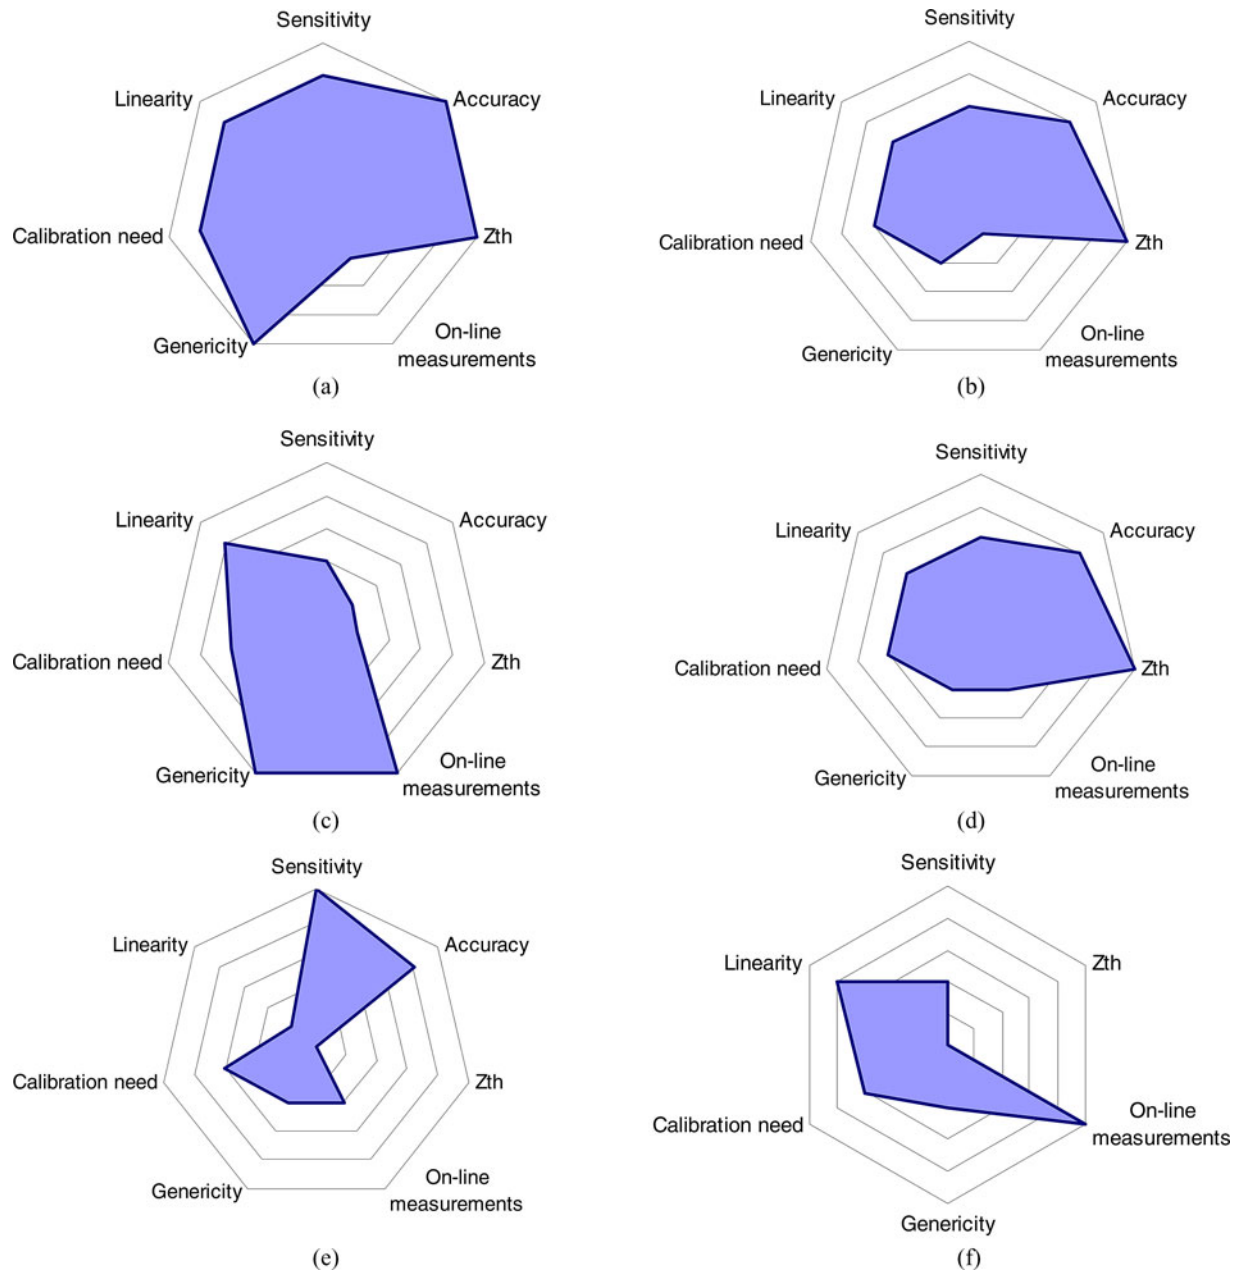 Sensitivity
Linearity
Accuracy
Calibration need
Zth
Genericity
On-line
measurements
(a)
Sensitivity
Linearity
Accuracy
Calibration need
Zth
Genericity
On-line
measurements
(b)
Sensitivity
Linearity
Accuracy
Calibration need
Zth
Genericity
On-line
measurements
(c)
Sensitivity
Linearity
Accuracy
Calibration need
Zth
Genericity
On-line
measurements
(d)
Sensitivity
Linearity
Accuracy
Calibration need
Zth
Genericity
On-line
measurements
(e)
Sensitivity
Linearity
Zth
Calibration need
On-line
measurements
Genericity
(f)